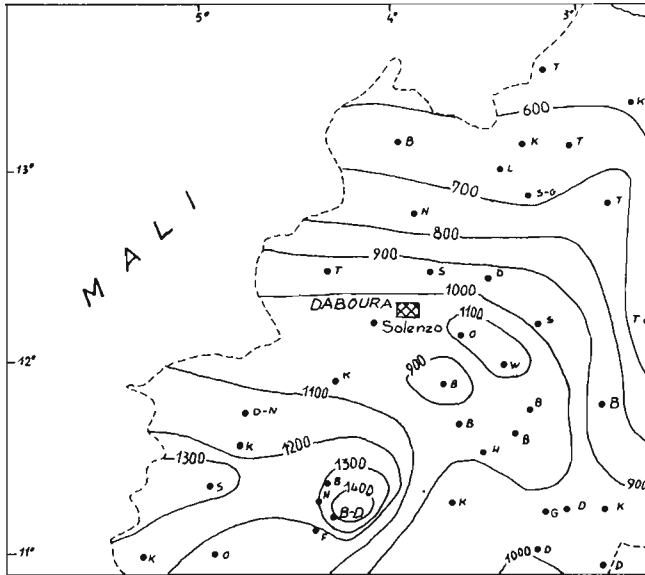 5° 4° 3°
T
K
600
B K T
13° L
700 S-G
N T
800
900
T S D
MALI
1000
DABOURA 1100
Solenzo S T
O
12° 900 W
K B
1100 B B
D-N
B B
K 1200 H
1300 1300 B
S 1400 900
N B-D K G D K
F
11° K O 1000 D
D